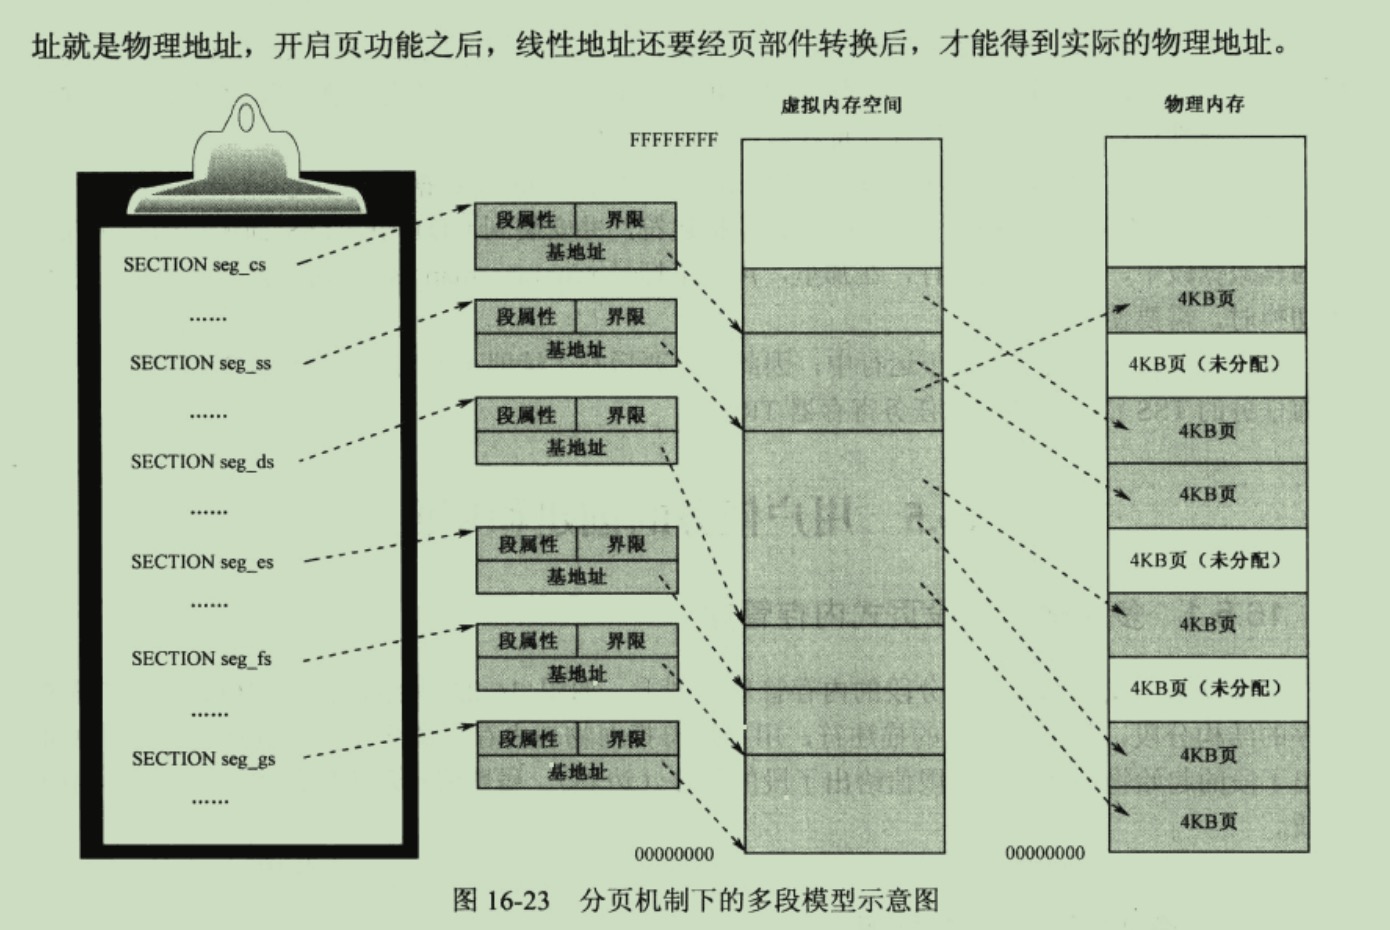 址就是物理地址，开启页功能之后，线性地址还要经页部件转换后，才能得到实际的物理地址。
虚拟内存空间
物理内存
FFFFFFFF
SECTION seg_cs
……
SECTION seg_ss
……
SECTION seg_ds
……
SECTION seg_es
……
SECTION seg_fs
……
SECTION seg_gs
……
段属性 界限
基地址
段属性 界限
基地址
段属性 界限
基地址
段属性 界限
基地址
段属性 界限
基地址
段属性 界限
基地址
00000000
4KB页
4KB页（未分配）
4KB页
4KB页
4KB页（未分配）
4KB页
4KB页（未分配）
4KB页
4KB页
00000000
图 16-23 分页机制下的多段模型示意图